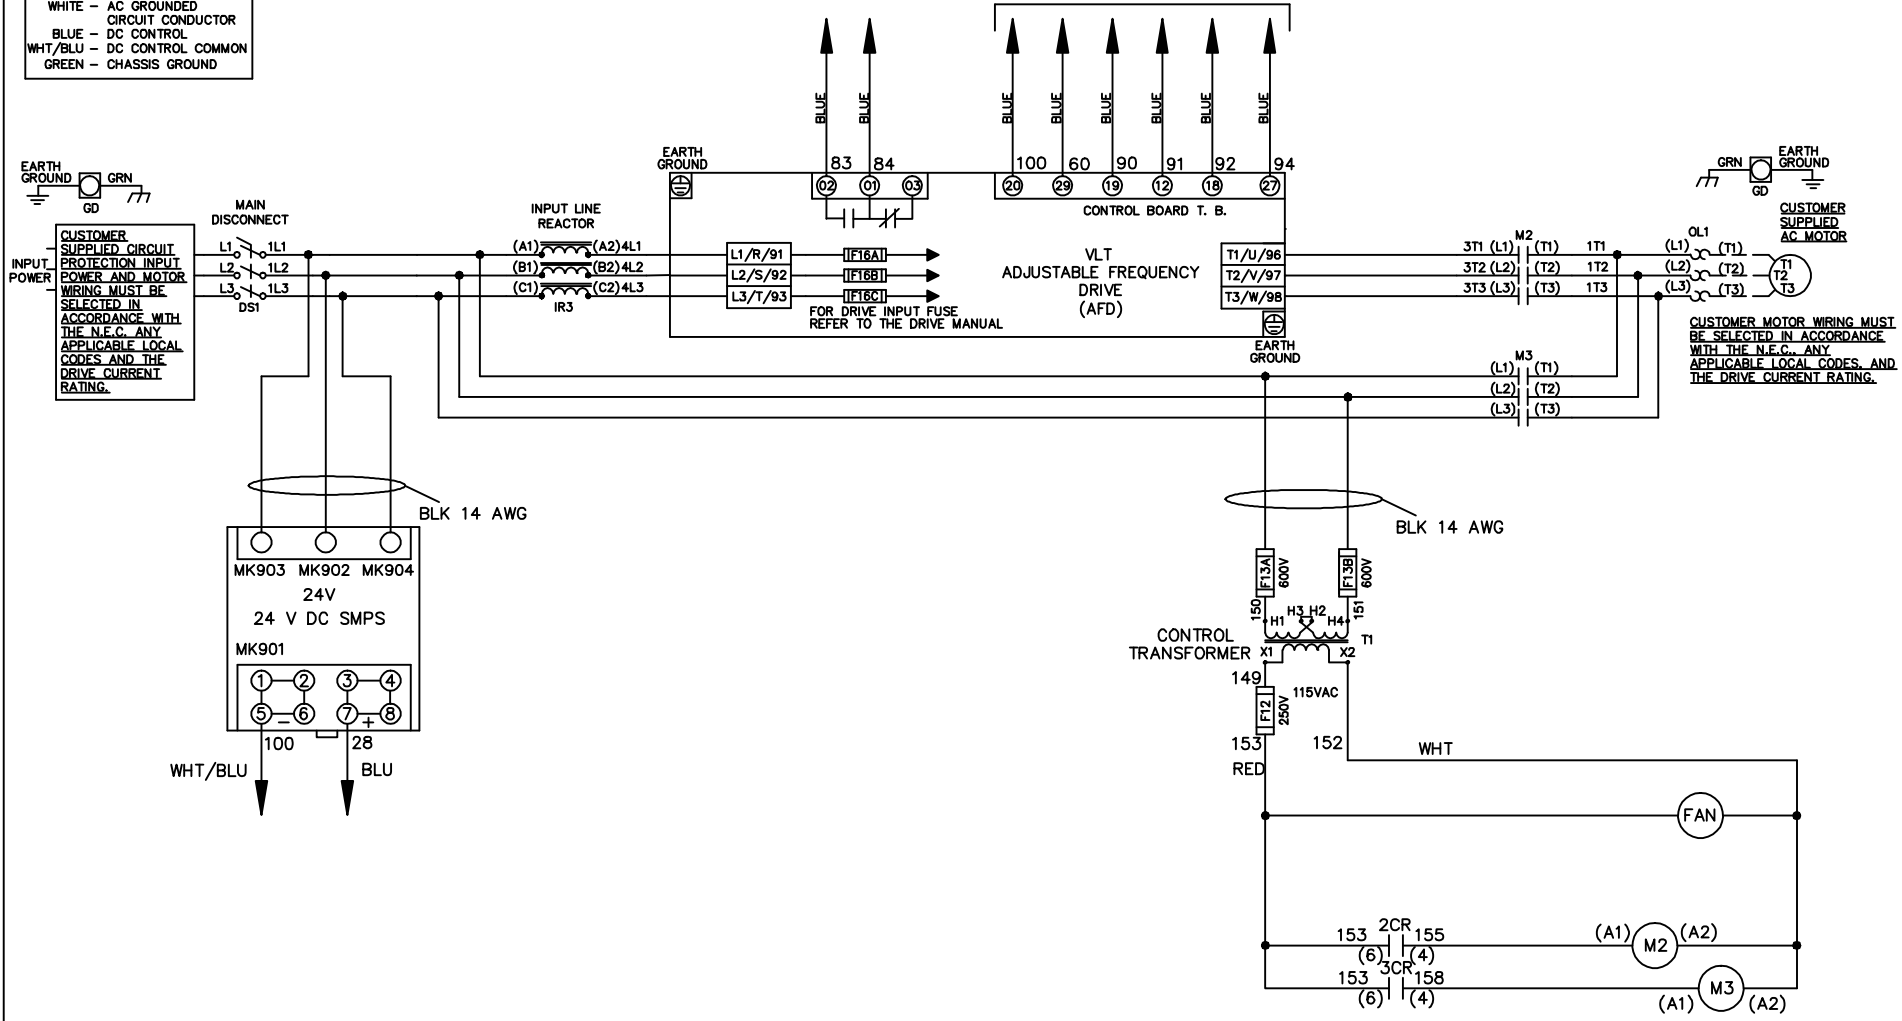 WHITE – AC GROUNDED
CIRCUIT CONDUCTOR
BLUE – DC CONTROL
WHT/BLU – DC CONTROL COMMON
GREEN – CHASSIS GROUND
BLUE
BLUE
BLUE
BLUE
BLUE
BLUE
BLUE
BLUE
EARTH
GROUND
GRN
GD
MAIN
DISCONNECT
INPUT
POWER
CUSTOMER
SUPPLIED CIRCUIT
PROTECTION INPUT
POWER AND MOTOR
WIRING MUST BE
SELECTED IN
ACCORDANCE WITH
THE N.E.C. ANY
APPLICABLE LOCAL
CODES AND THE
DRIVE CURRENT
RATING.
L1 1L1
L2 1L2
L3 1L3
DS1
INPUT LINE
REACTOR
(A1) (A2) 4L1
(B1) (B2) 4L2
(C1) (C2) 4L3
IR3
EARTH
GROUND
83 84
02 01 03
100 60 90 91 92 94
20 29 19 12 18 27
CONTROL BOARD T. B.
L1/R/91
L2/S/92
L3/T/93
F16A
F16B
F16C
FOR DRIVE INPUT FUSE
REFER TO THE DRIVE MANUAL
VLT
ADJUSTABLE FREQUENCY
DRIVE
(AFD)
T1/U/96
T2/V/97
T3/W/98
EARTH
GROUND
M2
3T1 (L1) (T1) 1T1
3T2 (L2) (T2) 1T2
3T3 (L3) (T3) 1T3
OL1
(L1) (T1)
(L2) (T2)
(L3) (T3)
T1
T2
T3
GRN
GD
EARTH
GROUND
CUSTOMER
SUPPLIED
AC MOTOR
CUSTOMER MOTOR WIRING MUST
BE SELECTED IN ACCORDANCE
WITH THE N.E.C., ANY
APPLICABLE LOCAL CODES, AND
THE DRIVE CURRENT RATING.
M3
(L1) (T1)
(L2) (T2)
(L3) (T3)
BLK 14 AWG
MK903 MK902 MK904
24V
24 V DC SMPS
MK901
1 2 3 4
5 – 6 7 + 8
100 28
WHT/BLU BLU
BLK 14 AWG
F13A 600V
F13B 600V
150 151
H1 H3 H2 H4
CONTROL
TRANSFORMER
T1
X1 X2
149
F12 250V
115VAC
153 152
RED
WHT
FAN
2CR
153 155
(6) (4)
(A1) M2 (A2)
3CR
153 158
(6) (4)
(A1) M3 (A2)